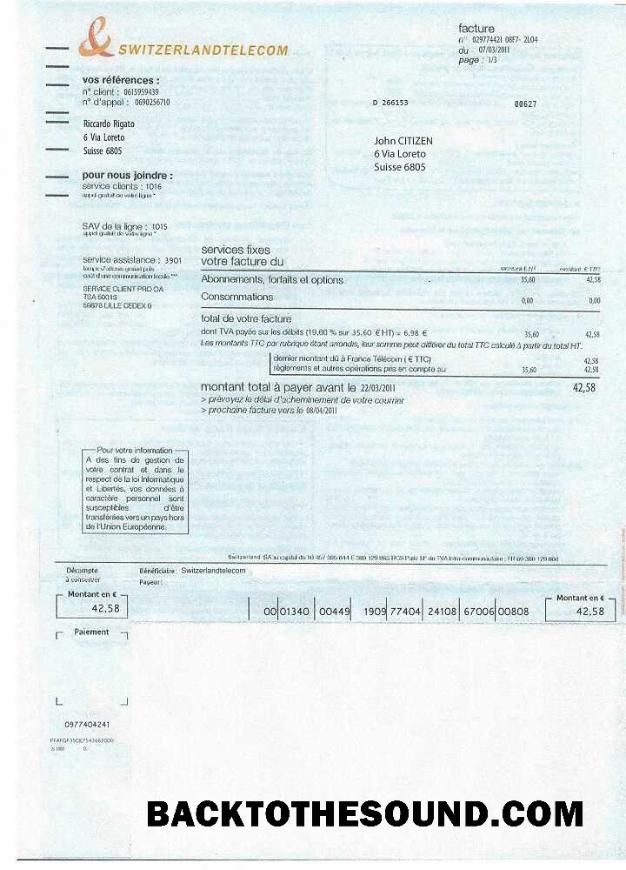 SWITZERLANDTELECOM
facture
n° 029774421 08F7- 2L04
du - 07/03/2011
page : 1/3
vos références :
n° client : 0615959439
n° d'appel : 0690256710
D 266153 00627
Riccardo Rigato
6 Via Loreto
Suisse 6805
John CITIZEN
6 Via Loreto
Suisse 6805
pour nous joindre :
service clients : 1016
appel gratuit de votre ligne *
SAV de la ligne : 1015
appel gratuit de votre ligne *
service assistance : 3901
temps d'attente gratuit puis
coût d'une communication locale ***
SERVICE CLIENT PRO OA
TSA 50019
59878 LILLE CEDEX 9
services fixes
votre facture du
montant € HT montant € TTC
Abonnements, forfaits et options 35,60 42,58
Consommations 0,00 0,00
total de votre facture
dont TVA payée sur les débits (19,60 % sur 35,60 € HT) = 6,98 € 35,60 42,58
Les montants TTC par rubrique étant arrondis, leur somme peut différer du total TTC calculé à partir du total HT.
dernier montant dû à France Télécom ( € TTC) 42,58
règlements et autres opérations pris en compte au 35,60 42,58
montant total à payer avant le 22/03/2011 42,58
> prévoyez le délai d'acheminement de votre courrier
> prochaine facture vers le 08/04/2011
Pour votre information
A des fins de gestion de
votre contrat et dans le
respect de la loi Informatique
et Libertés, vos données à
caractère personnel sont
susceptibles d'être
transférées vers un pays hors
de l'Union Européenne.
Décompte
à conserver
Bénéficiaire : Switzerlandtelecom
Payeur :
Montant en €
42,58
00 01340 00449 1909 77404 24108 67006 00808
Montant en €
42,58
Paiement
0977404241
BACKTOTHESOUND.COM